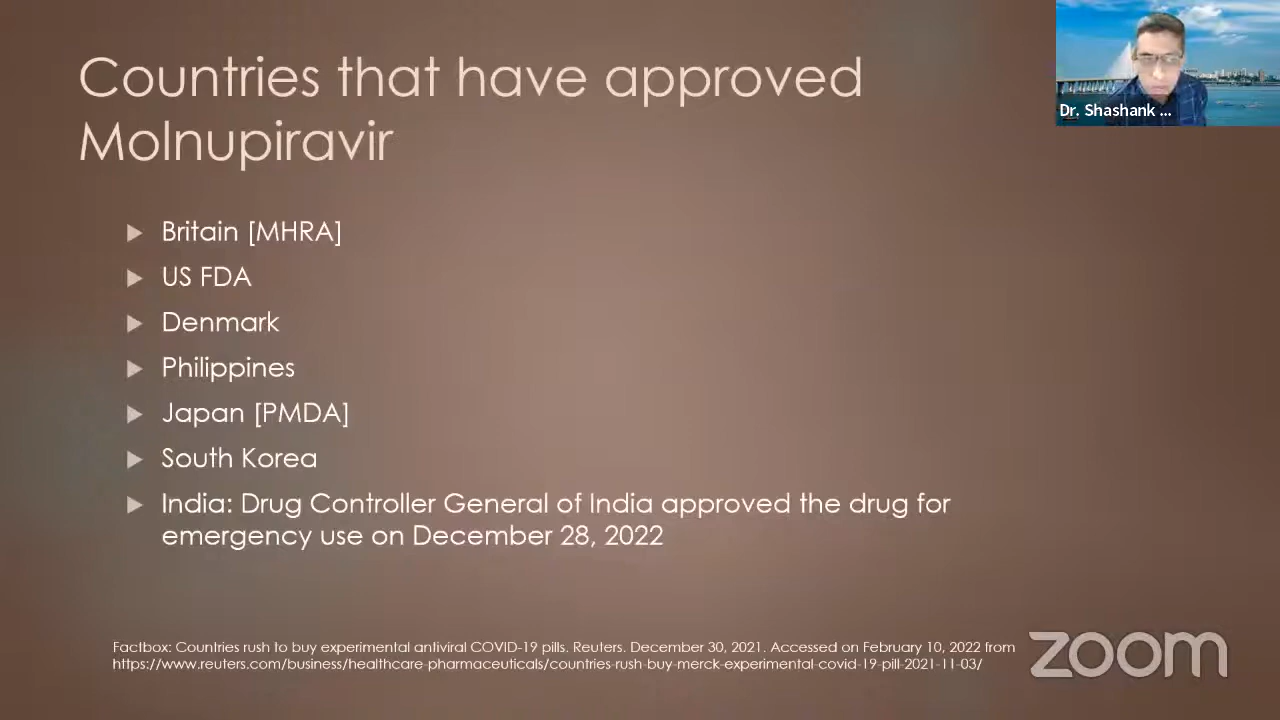 Countries that have approved
Molnupiravir
Dr. Shashank ...
Britain [MHRA]
US FDA
Denmark
Philippines
Japan [PMDA]
South Korea
India: Drug Controller General of India approved the drug for
emergency use on December 28, 2022
Factbox: Countries rush to buy experimental antiviral COVID-19 pills. Reuters. December 30, 2021. Accessed on February 10, 2022 from
https://www.reuters.com/business/healthcare-pharmaceuticals/countries-rush-buy-merck-experimental-covid-19-pill-2021-11-03/
zoom